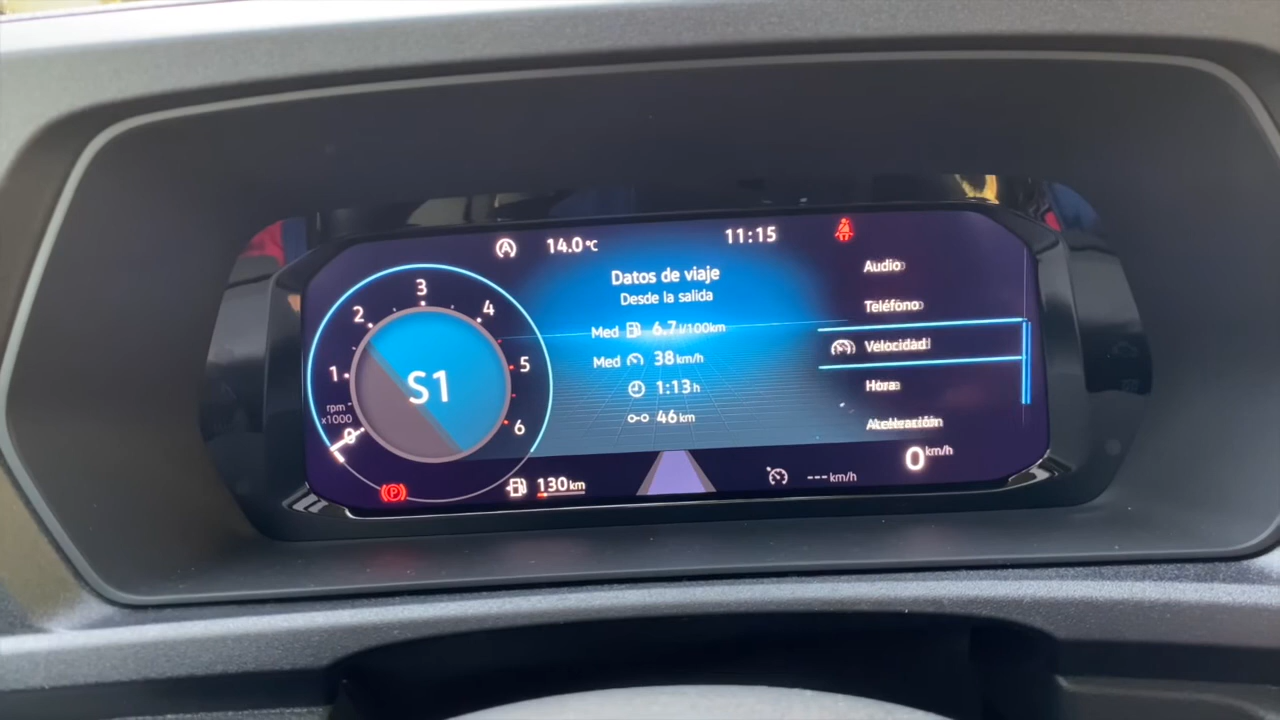 14.0°C
11:15
Datos de viaje
Desde la salida
Med 6.7 l/100km
Med 38 km/h
1:13 h
46 km
Audio
Teléfono
Velocidad
Hora
0 km/h
3
2
4
1
5
6
rpm
x1000
0
S1
P
130 km
--- km/h
A